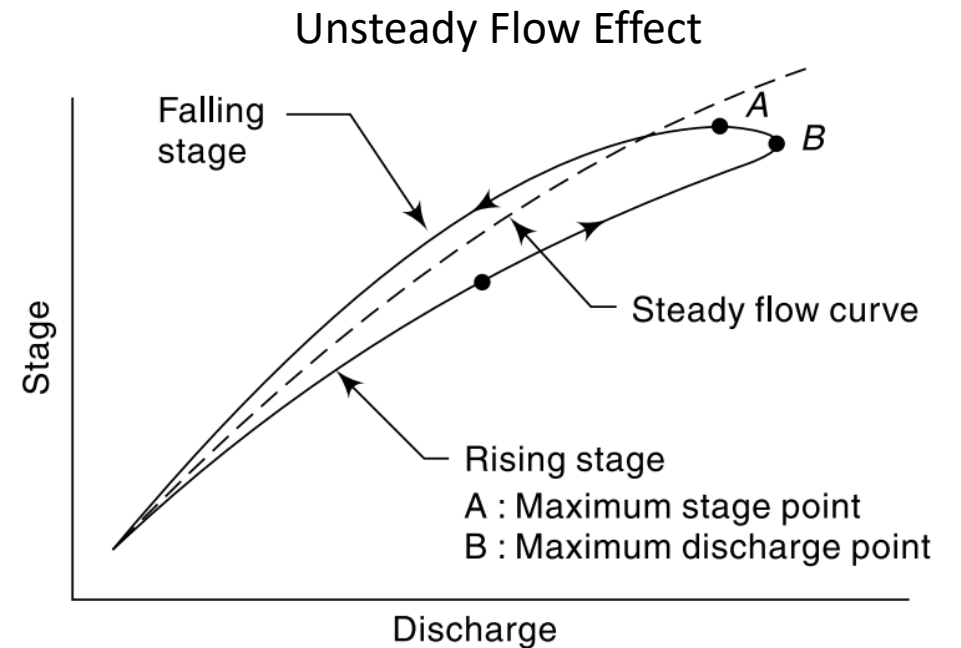 Unsteady Flow Effect
Falling
stage
A
B
Steady flow curve
Stage
Rising stage
A : Maximum stage point
B : Maximum discharge point
Discharge